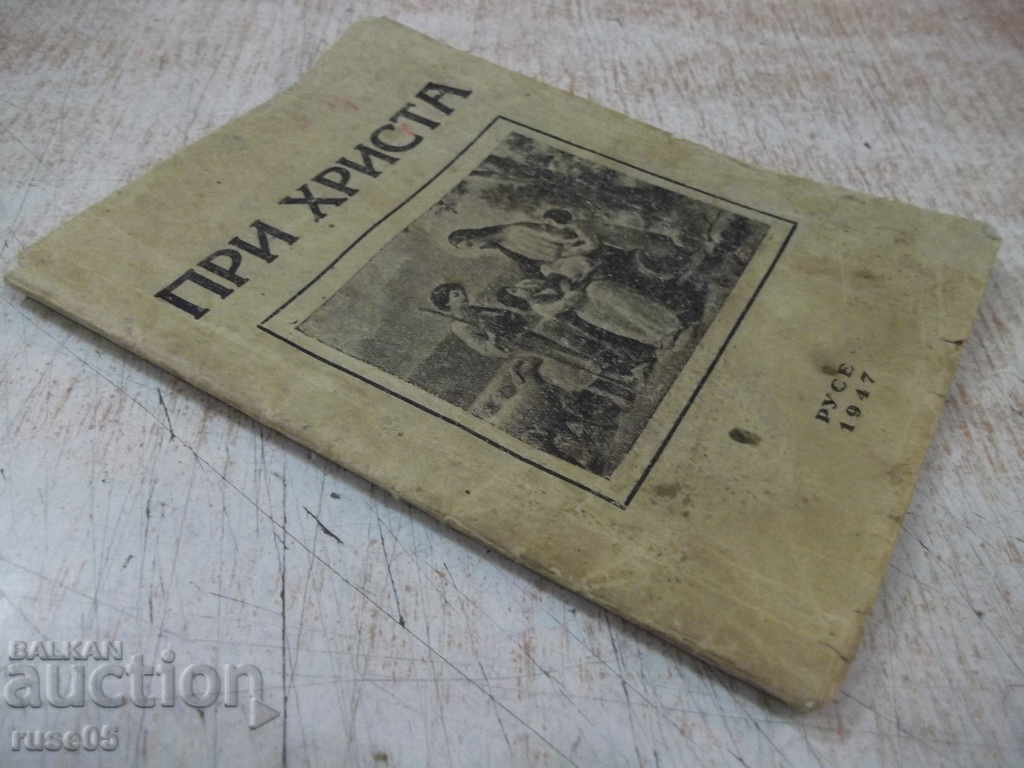 ПРИ ХРИСТА
РУСЕ
1947
BALKAN
auction
ruse05